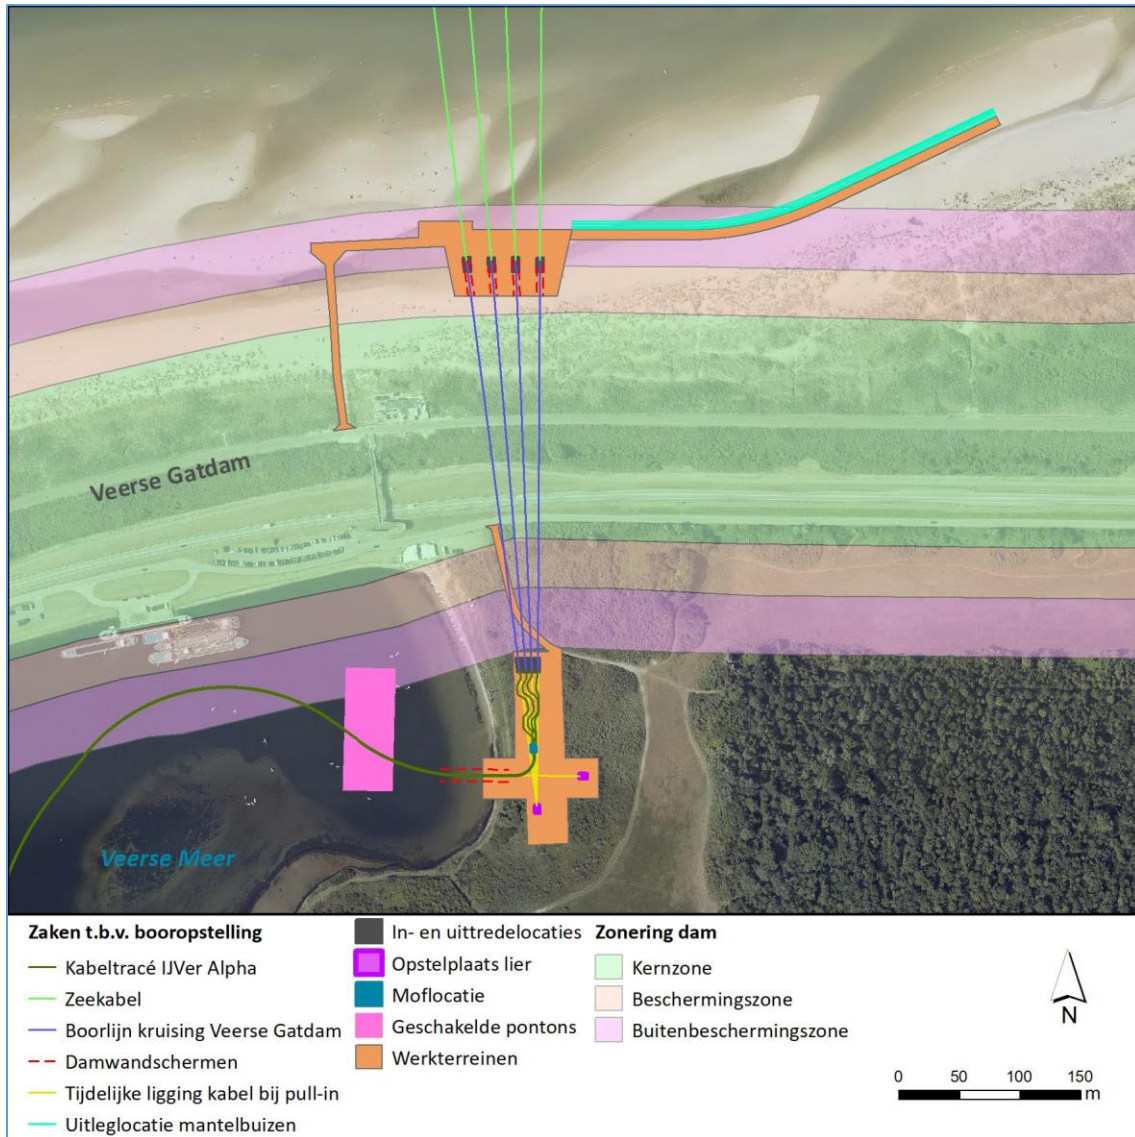 Veerse Gatdam
Veerse Meer
Zaken t.b.v. booropstelling
Kabeltracé IJVer Alpha
Zeekabel
Boorlijn kruising Veerse Gatdam
Damwandschermen
Tijdelijke ligging kabel bij pull-in
Uitleglocatie mantelbuizen
In- en uittredelocaties
Opstelplaats lier
Moflocatie
Geschakelde pontons
Werkterreinen
Zonering dam
Kernzone
Beschermingszone
Buitenbeschermingszone
N
0 50 100 150
m